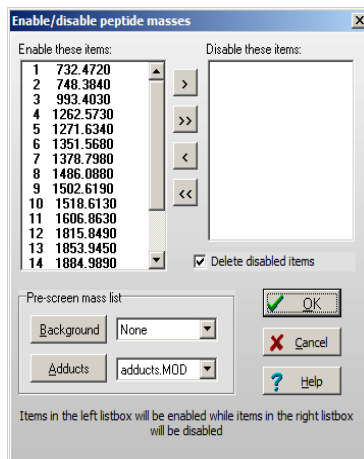 Enable/disable peptide masses
Enable these items:
Disable these items:
1 732.4720
2 748.3840
3 993.4030
4 1262.5730
5 1271.6340
6 1351.5680
7 1378.7980
8 1486.0880
9 1502.6190
10 1518.6130
11 1606.8630
12 1815.8490
13 1853.9450
14 1884.9890
>
>>
<
<<
Delete disabled items
Pre-screen mass list
Background None
Adducts adducts.MOD
OK
Cancel
Help
Items in the left listbox will be enabled while items in the right listbox
will be disabled